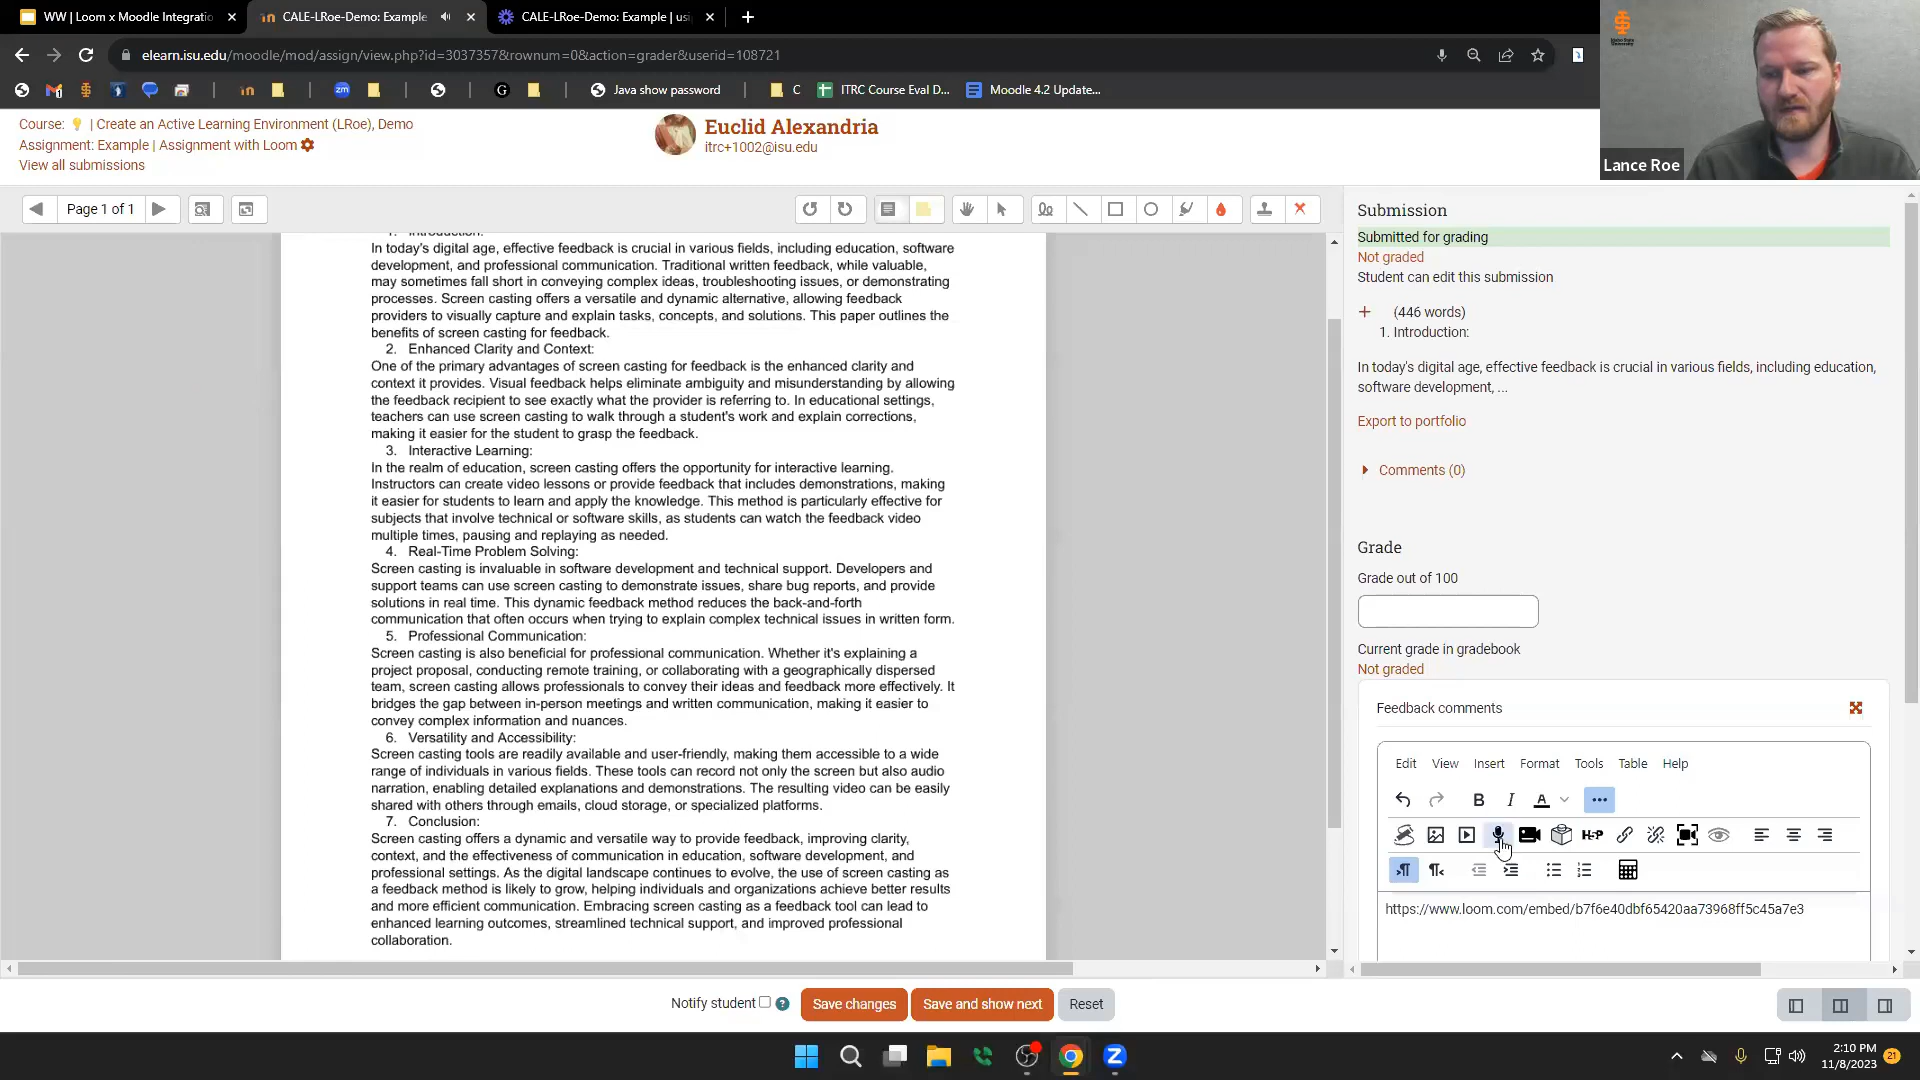 WW | Loom x Moodle Integratio
CALE-LRoe-Demo: Example
CALE-LRoe-Demo: Example | usi
elearn.isu.edu/moodle/mod/assign/view.php?id=3037357&rownum=0&action=grader&userid=108721
Java show password
C
ITRC Course Eval D...
Moodle 4.2 Update...
Course: | Create an Active Learning Environment (LRoe), Demo
Assignment: Example | Assignment with Loom
View all submissions
Euclid Alexandria
itrc+1002@isu.edu
Lance Roe
Page 1 of 1
1. Introduction:
In today's digital age, effective feedback is crucial in various fields, including education, software
development, and professional communication. Traditional written feedback, while valuable,
may sometimes fall short in conveying complex ideas, troubleshooting issues, or demonstrating
processes. Screen casting offers a versatile and dynamic alternative, allowing feedback
providers to visually capture and explain tasks, concepts, and solutions. This paper outlines the
benefits of screen casting for feedback.
2. Enhanced Clarity and Context:
One of the primary advantages of screen casting for feedback is the enhanced clarity and
context it provides. Visual feedback helps eliminate ambiguity and misunderstanding by allowing
the feedback recipient to see exactly what the provider is referring to. In educational settings,
teachers can use screen casting to walk through a student's work and explain corrections,
making it easier for the student to grasp the feedback.
3. Interactive Learning:
In the realm of education, screen casting offers the opportunity for interactive learning.
Instructors can create video lessons or provide feedback that includes demonstrations, making
it easier for students to learn and apply the knowledge. This method is particularly effective for
subjects that involve technical or software skills, as students can watch the feedback video
multiple times, pausing and replaying as needed.
4. Real-Time Problem Solving:
Screen casting is invaluable in software development and technical support. Developers and
support teams can use screen casting to demonstrate issues, share bug reports, and provide
solutions in real time. This dynamic feedback method reduces the back-and-forth
communication that often occurs when trying to explain complex technical issues in written form.
5. Professional Communication:
Screen casting is also beneficial for professional communication. Whether it's explaining a
project proposal, conducting remote training, or collaborating with a geographically dispersed
team, screen casting allows professionals to convey their ideas and feedback more effectively. It
bridges the gap between in-person meetings and written communication, making it easier to
convey complex information and nuances.
6. Versatility and Accessibility:
Screen casting tools are readily available and user-friendly, making them accessible to a wide
range of individuals in various fields. These tools can record not only the screen but also audio
narration, enabling detailed explanations and demonstrations. The resulting video can be easily
shared with others through emails, cloud storage, or specialized platforms.
7. Conclusion:
Screen casting offers a dynamic and versatile way to provide feedback, improving clarity,
context, and the effectiveness of communication in education, software development, and
professional settings. As the digital landscape continues to evolve, the use of screen casting as
a feedback method is likely to grow, helping individuals and organizations achieve better results
and more efficient communication. Embracing screen casting as a feedback tool can lead to
enhanced learning outcomes, streamlined technical support, and improved professional
collaboration.
Submission
Submitted for grading
Not graded
Student can edit this submission
(446 words)
1. Introduction:
In today's digital age, effective feedback is crucial in various fields, including education,
software development, ...
Export to portfolio
Comments (0)
Grade
Grade out of 100
Current grade in gradebook
Not graded
Feedback comments
Edit View Insert Format Tools Table Help
B I A
H5P
https://www.loom.com/embed/b7f6e40dbf65420aa73968ff5c45a7e3
Notify student
Save changes
Save and show next
Reset
2:10 PM
11/8/2023
21